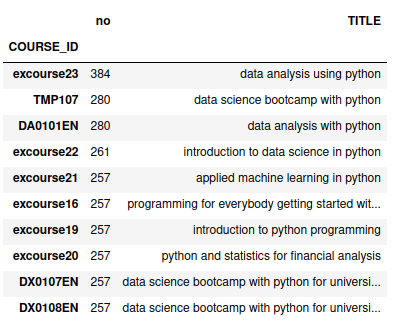 no TITLE
COURSE_ID
excourse23 384 data analysis using python
TMP107 280 data science bootcamp with python
DA0101EN 280 data analysis with python
excourse22 261 introduction to data science in python
excourse21 257 applied machine learning in python
excourse16 257 programming for everybody getting started wit...
excourse19 257 introduction to python programming
excourse20 257 python and statistics for financial analysis
DX0107EN 257 data science bootcamp with python for universi...
DX0108EN 257 data science bootcamp with python for universi...